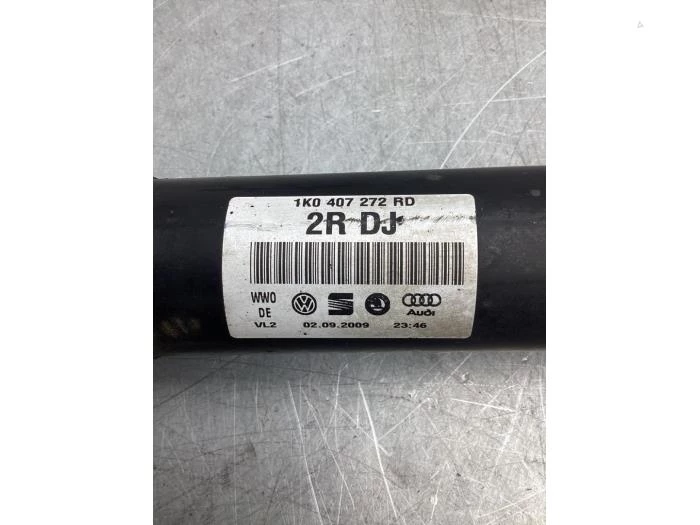 1K0 407 272 RD
2R DJ
WWO
DE
Audi
VL2 02.09.2009 23:46